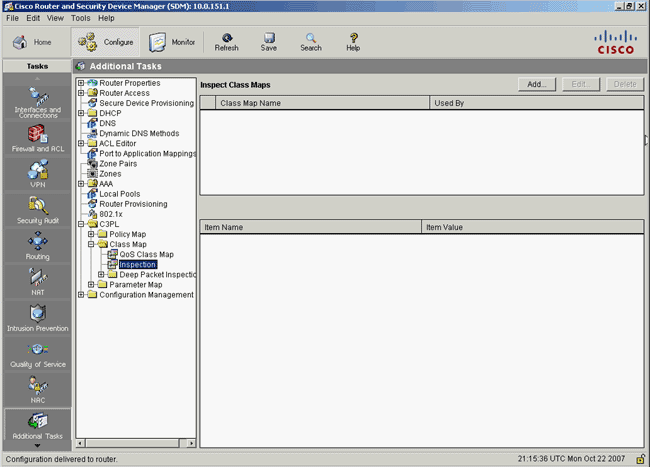 Cisco Router and Security Device Manager (SDM): 10.0.151.1
File Edit View Tools Help
Home Configure Monitor Refresh Save Search Help
CISCO
Tasks
Additional Tasks
Interfaces and Connections
Firewall and ACL
VPN
Security Audit
Routing
NAT
Intrusion Prevention
Quality of Service
NAC
Additional Tasks
Router Properties
Router Access
Secure Device Provisioning
DHCP
DNS
Dynamic DNS Methods
ACL Editor
Port to Application Mappings
Zone Pairs
Zones
AAA
Local Pools
Router Provisioning
802.1x
C3PL
Policy Map
Class Map
QoS Class Map
Inspection
Deep Packet Inspectio
Parameter Map
Configuration Management
Inspect Class Maps
Add... Edit... Delete
Class Map Name Used By
Item Name Item Value
Configuration delivered to router.
21:15:36 UTC Mon Oct 22 2007